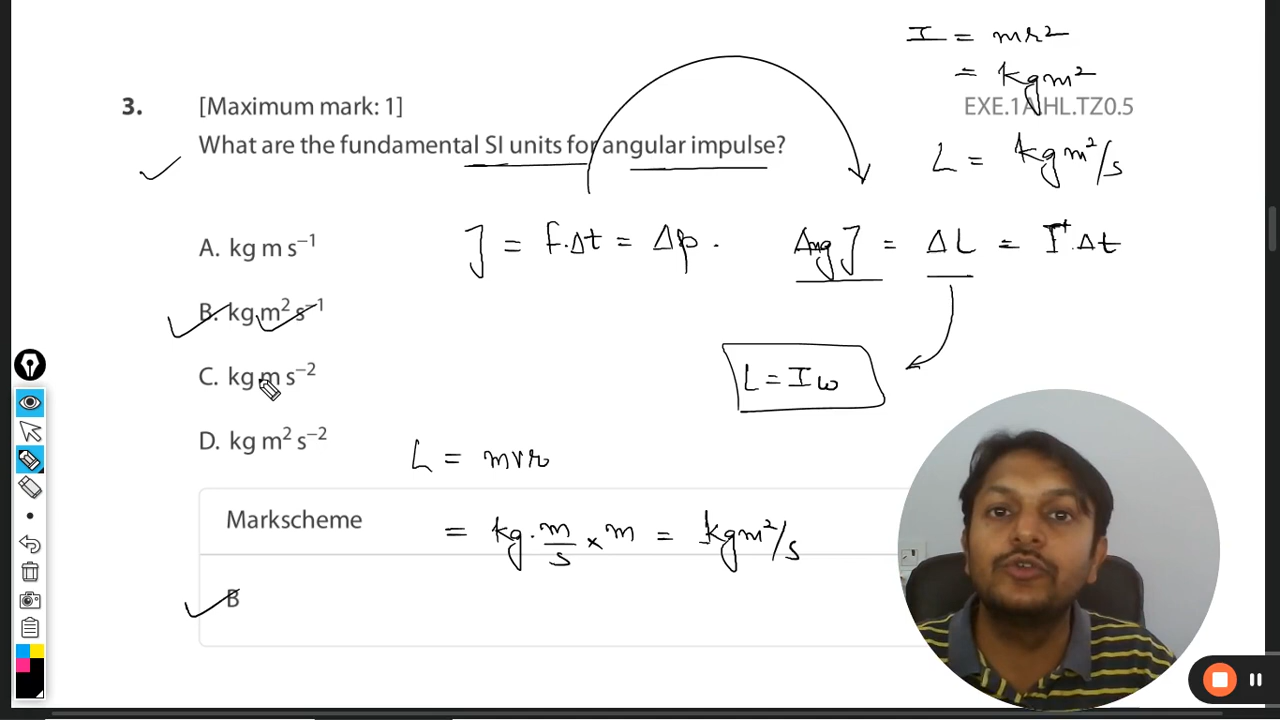 I = mr²
= kgm²
3. [Maximum mark: 1] EXE.1A.HL.TZ0.5
What are the fundamental SI units for angular impulse?
L = kgm²/s
A. kg m s⁻¹
J = F.Δt = Δp. Ang J = ΔL = Γ.Δt
B. kg m² s⁻¹
C. kg m s⁻²
L = Iω
D. kg m² s⁻²
L = mvr
Markscheme
= kg. m/s × m = kgm²/s
B